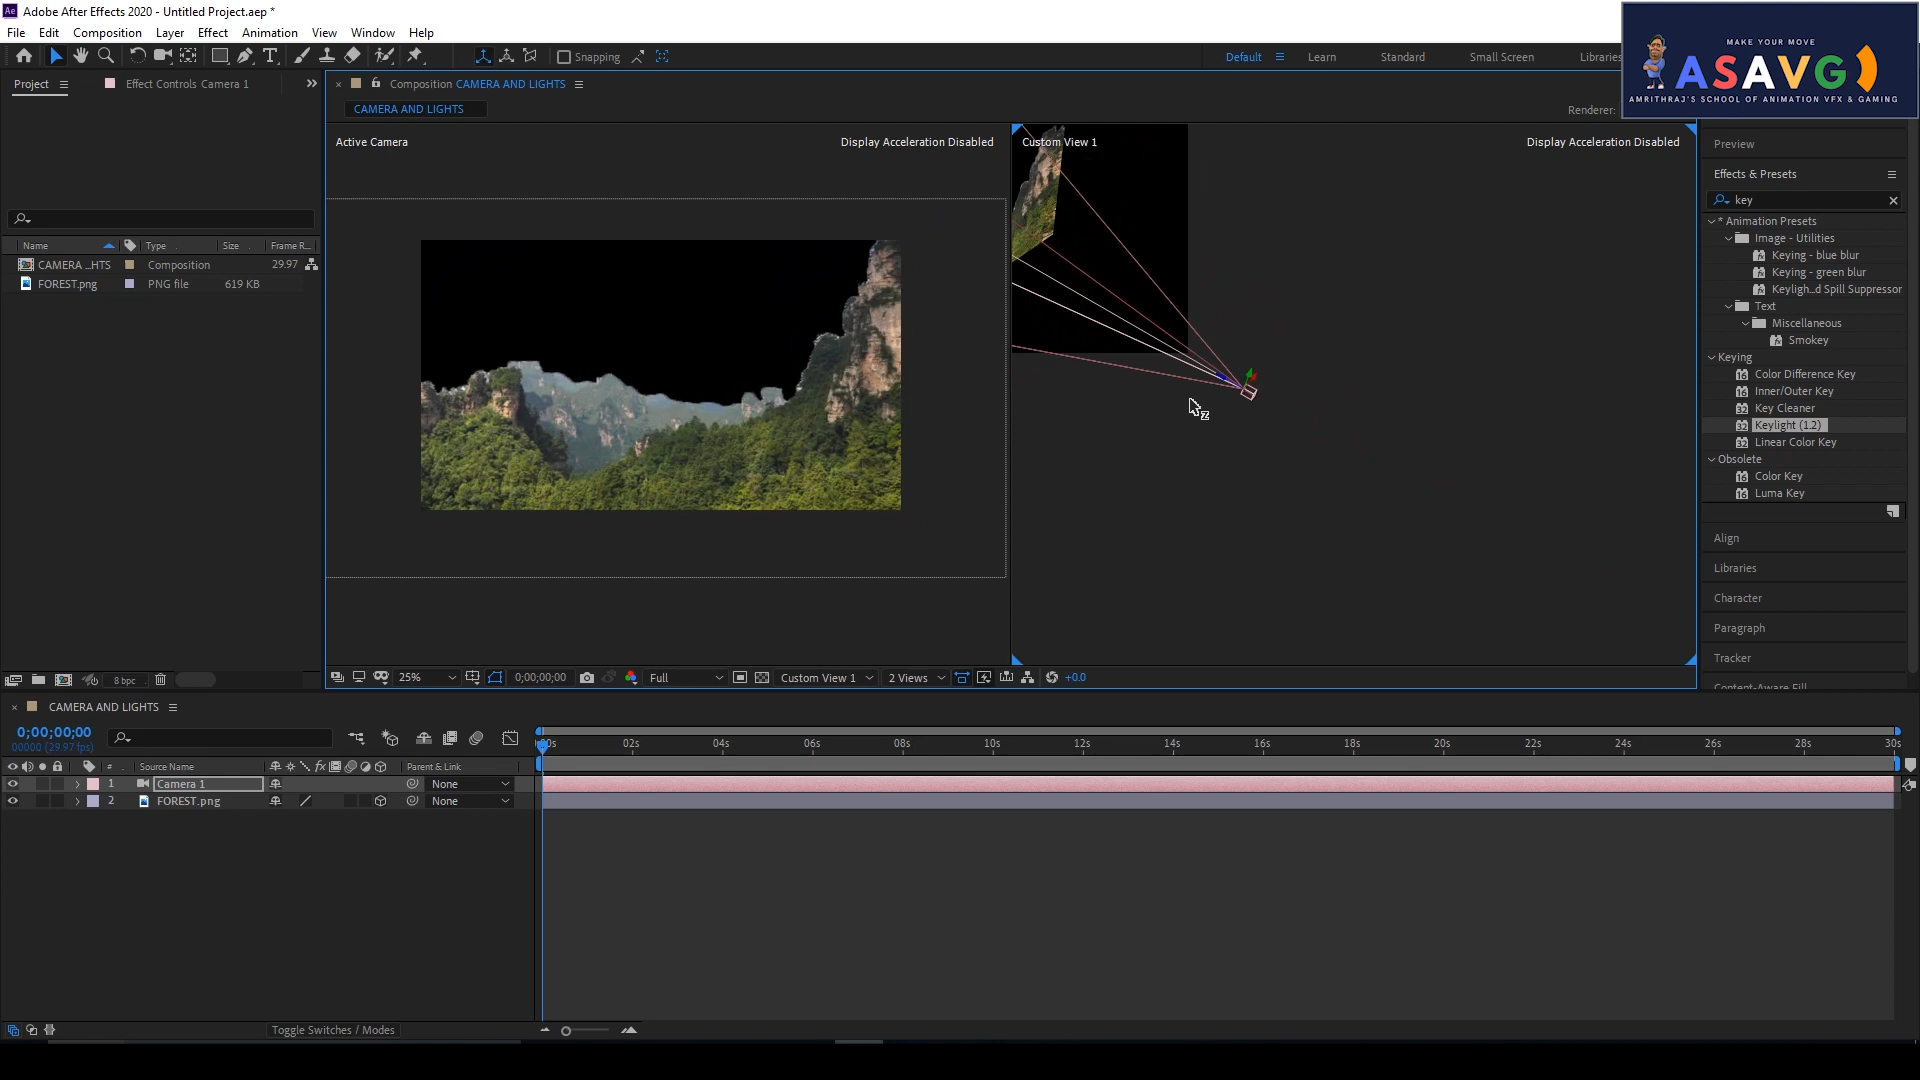 Adobe After Effects 2020 - Untitled Project.aep *
File Edit Composition Layer Effect Animation View Window Help
Snapping
Default Learn Standard Small Screen Libraries
MAKE YOUR MOVE
ASAVG
AMRITHRAJ'S SCHOOL OF ANIMATION VFX & GAMING
Project Effect Controls Camera 1
Composition CAMERA AND LIGHTS
CAMERA AND LIGHTS
Renderer:
Active Camera Display Acceleration Disabled
Custom View 1 Display Acceleration Disabled
Name Type Size Frame R...
CAMERA ...HTS Composition 29.97
FOREST.png PNG file 619 KB
8 bpc
25% 0;00;00;00 Full Custom View 1 2 Views +0.0
Preview
Effects & Presets
key
* Animation Presets
Image - Utilities
Keying - blue blur
Keying - green blur
Keyligh...d Spill Suppressor
Text
Miscellaneous
Smokey
Keying
Color Difference Key
Inner/Outer Key
Key Cleaner
Keylight (1.2)
Linear Color Key
Obsolete
Color Key
Luma Key
Align
Libraries
Character
Paragraph
Tracker
Content-Aware Fill
CAMERA AND LIGHTS
0;00;00;00
00000 (29.97 fps)
02s 04s 06s 08s 10s 12s 14s 16s 18s 20s 22s 24s 26s 28s 30s
# Source Name Parent & Link
1 Camera 1 None
2 FOREST.png None
Toggle Switches / Modes